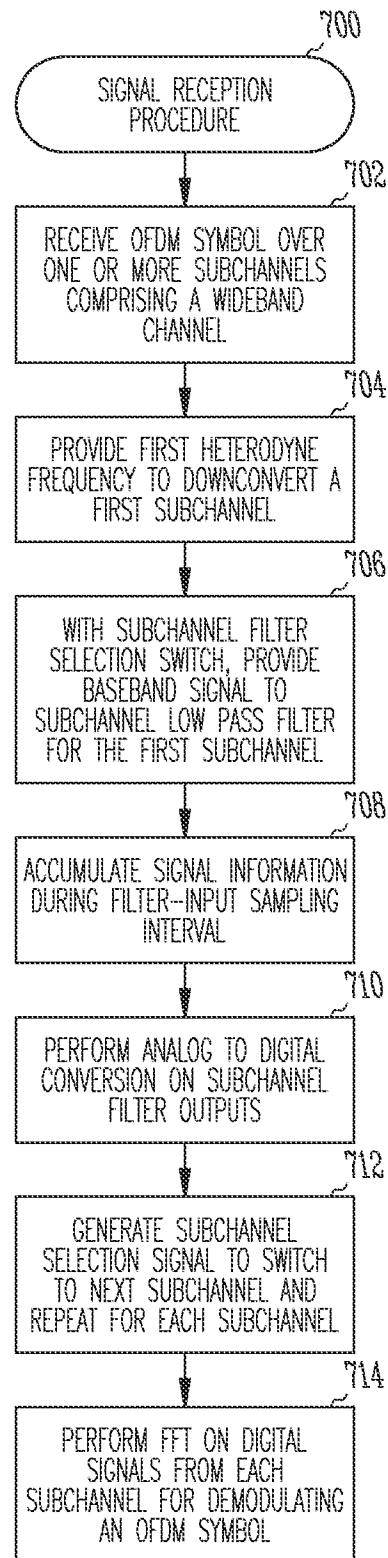 700
SIGNAL RECEPTION
PROCEDURE
702
RECEIVE OFDM SYMBOL OVER
ONE OR MORE SUBCHANNELS
COMPRISING A WIDEBAND
CHANNEL
704
PROVIDE FIRST HETERODYNE
FREQUENCY TO DOWNCONVERT A
FIRST SUBCHANNEL
706
WITH SUBCHANNEL FILTER
SELECTION SWITCH, PROVIDE
BASEBAND SIGNAL TO
SUBCHANNEL LOW PASS FILTER
FOR THE FIRST SUBCHANNEL
708
ACCUMULATE SIGNAL INFORMATION
DURING FILTER-INPUT SAMPLING
INTERVAL
710
PERFORM ANALOG TO DIGITAL
CONVERSION ON SUBCHANNEL
FILTER OUTPUTS
712
GENERATE SUBCHANNEL
SELECTION SIGNAL TO SWITCH
TO NEXT SUBCHANNEL AND
REPEAT FOR EACH SUBCHANNEL
714
PERFORM FFT ON DIGITAL
SIGNALS FROM EACH
SUBCHANNEL FOR DEMODULATING
AN OFDM SYMBOL